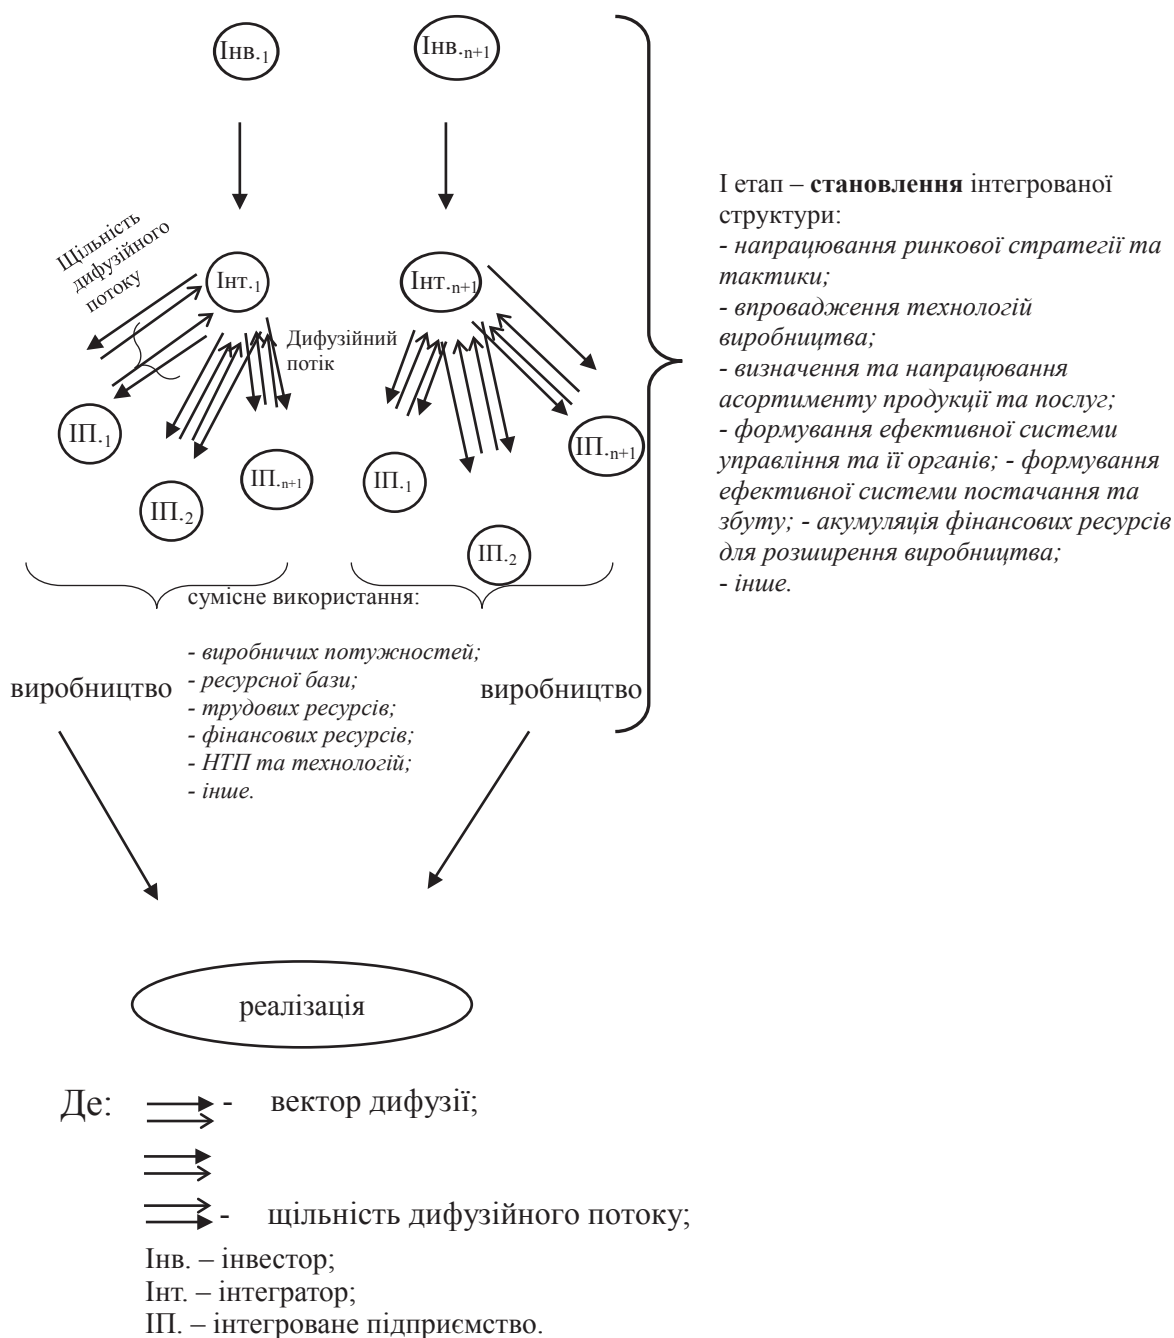 Інв.1
Інв.n+1
Щільність
дифузійного
потоку
Інт.1
Інт.n+1
Дифузійний
потік
ІП.1
ІП.2
ІП.n+1
ІП.1
ІП.2
ІП.n+1
І етап – становлення інтегрованої
структури:
- напрацювання ринкової стратегії та
тактики;
- впровадження технологій
виробництва;
- визначення та напрацювання
асортименту продукції та послуг;
- формування ефективної системи
управління та її органів; - формування
ефективної системи постачання та
збуту; - акумуляція фінансових ресурсів
для розширення виробництва;
- інше.
сумісне використання:
- виробничих потужностей;
- ресурсної бази;
- трудових ресурсів;
- фінансових ресурсів;
- НТП та технологій;
- інше.
виробництво
виробництво
реалізація
Де:
- вектор дифузії;
- щільність дифузійного потоку;
Інв. – інвестор;
Інт. – інтегратор;
ІП. – інтегроване підприємство.